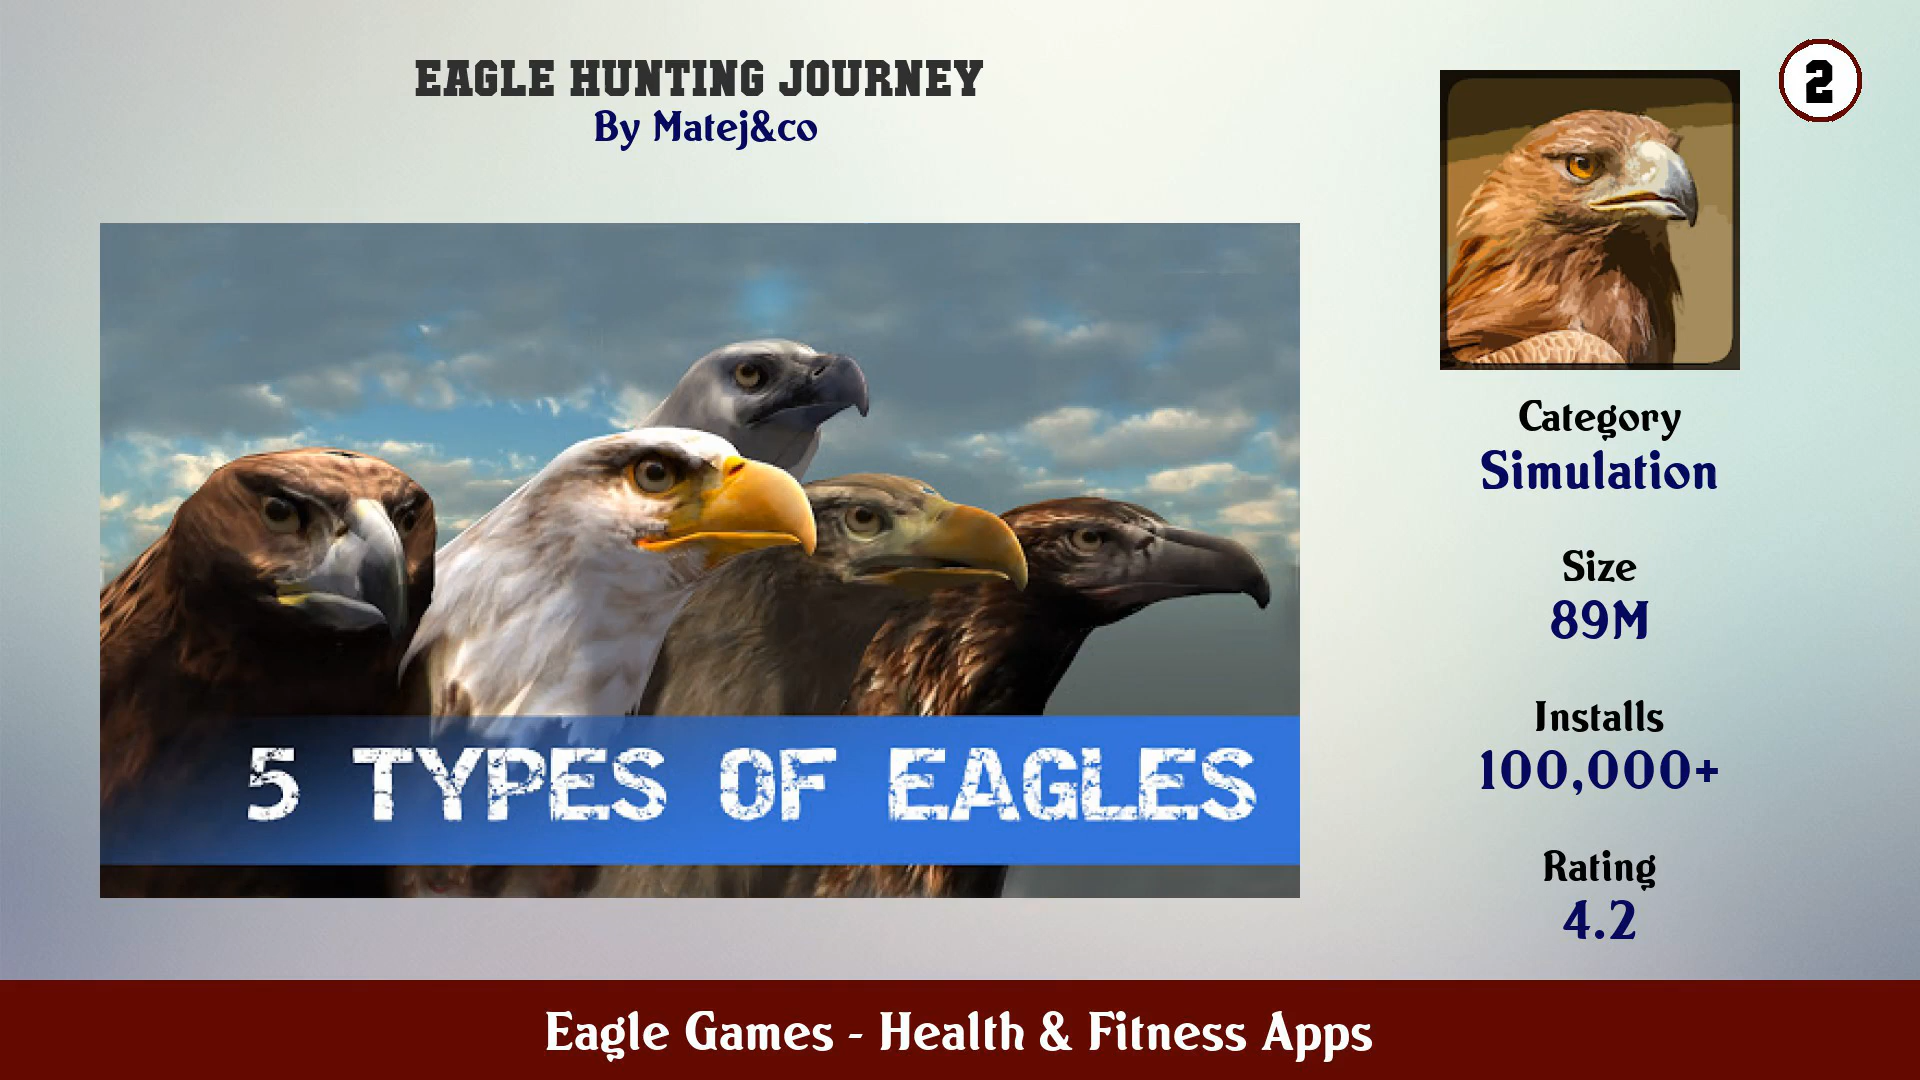 EAGLE HUNTING JOURNEY
By Matej&co
2
5 TYPES OF EAGLES
Category
Simulation
Size
89M
Installs
100,000+
Rating
4.2
Eagle Games - Health & Fitness Apps